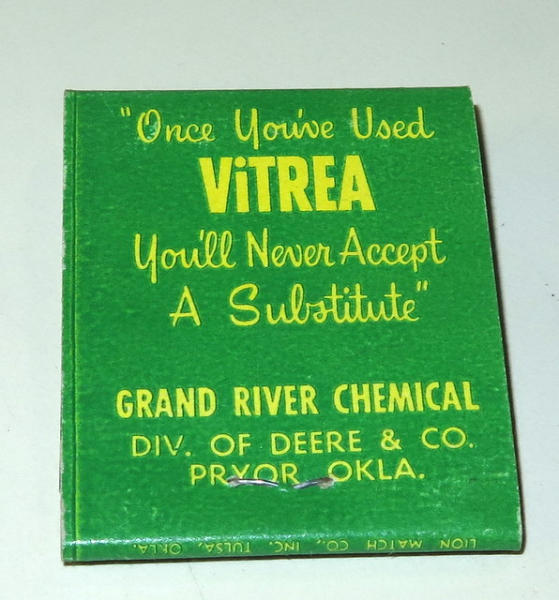 "Once You've Used
ViTREA
You'll Never Accept
A Substitute"
GRAND RIVER CHEMICAL
DIV. OF DEERE & CO.
PRYOR, OKLA.
LION MATCH CO., INC. TULSA, OKLA.